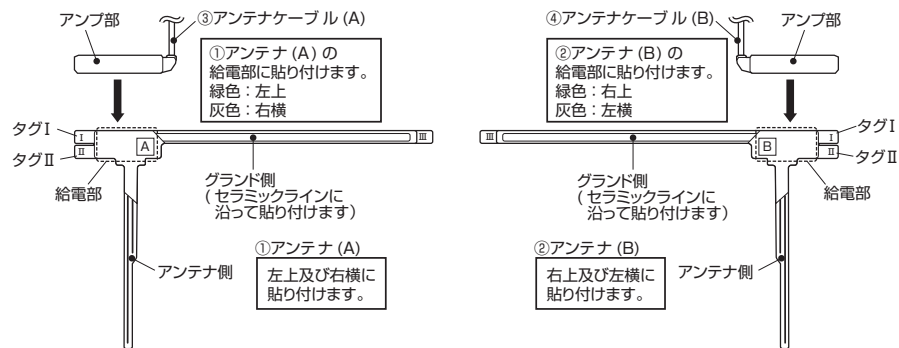 アンプ部
③アンテナケーブル (A)
①アンテナ (A) の
給電部に貼り付けます。
緑色：左上
灰色：右横
タグⅠ
タグⅡ
Ⅰ
Ⅱ
A
Ⅲ
給電部
グランド側
(セラミックラインに
沿って貼り付けます)
アンテナ側
①アンテナ (A)
左上及び右横に
貼り付けます。
④アンテナケーブル (B)
アンプ部
②アンテナ (B) の
給電部に貼り付けます。
緑色：右上
灰色：左横
Ⅲ
B
Ⅰ
Ⅱ
タグⅠ
タグⅡ
給電部
グランド側
(セラミックラインに
沿って貼り付けます)
②アンテナ (B)
右上及び左横に
貼り付けます。
アンテナ側